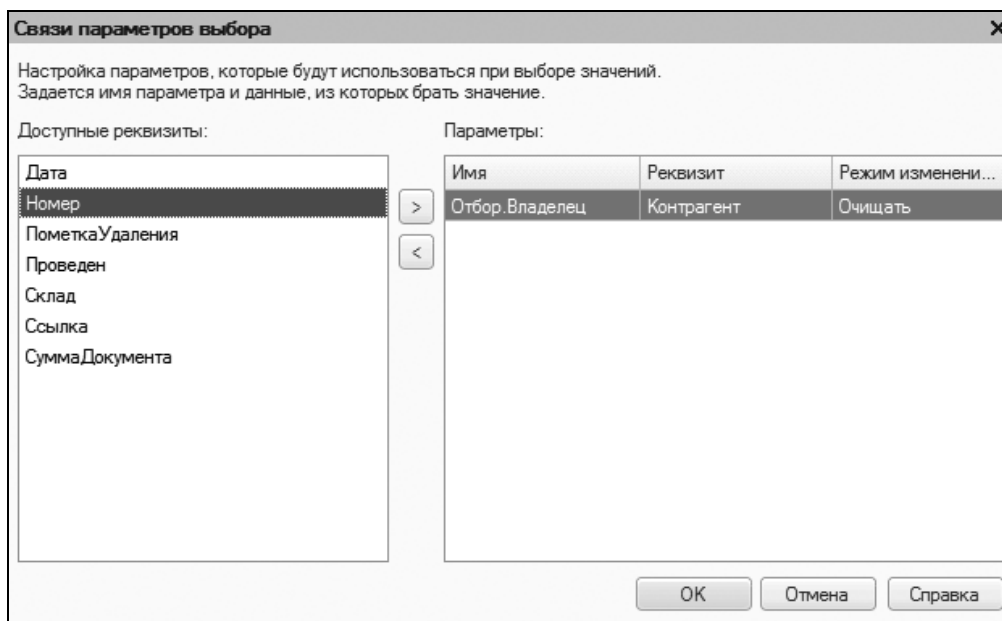 Связи параметров выбора
Настройка параметров, которые будут использоваться при выборе значений.
Задается имя параметра и данные, из которых брать значение.
Доступные реквизиты:
Дата
Номер
ПометкаУдаления
Проведен
Склад
Ссылка
СуммаДокумента
>
<
Параметры:
Имя Реквизит Режим изменени...
Отбор.Владелец Контрагент Очищать
OK Отмена Справка